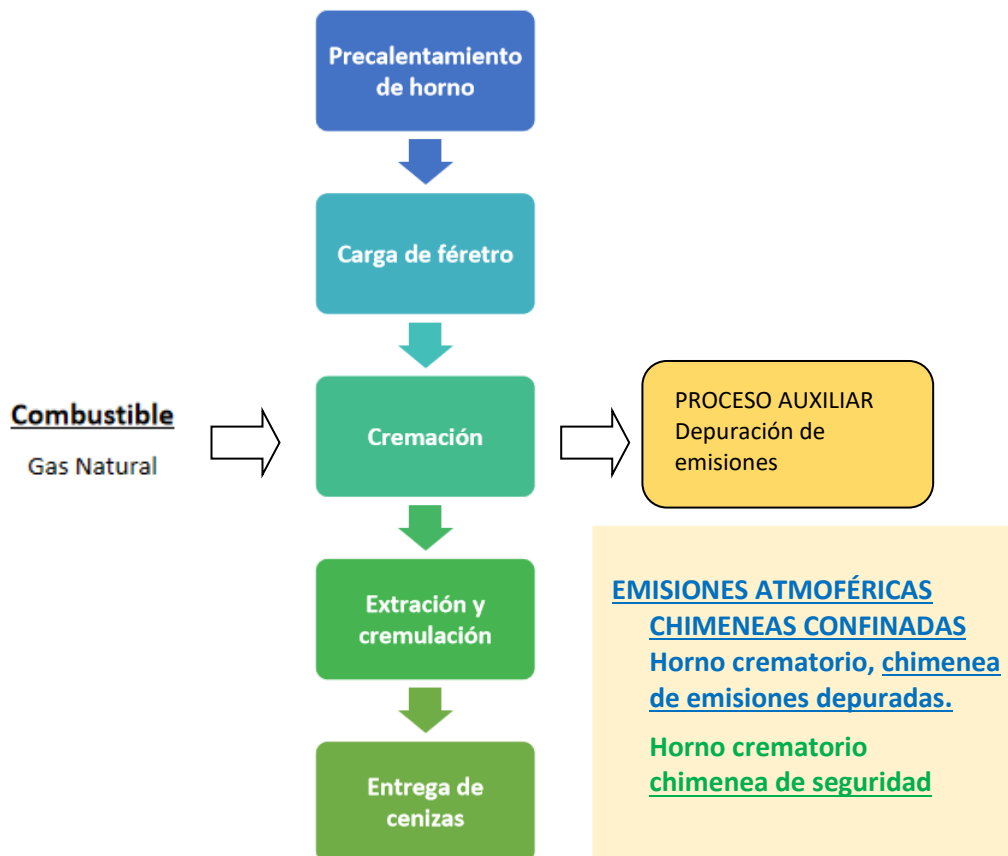 Precalentamiento
de horno
Carga de féretro
Combustible
Gas Natural
Cremación
PROCESO AUXILIAR
Depuración de
emisiones
Extración y
cremulación
Entrega de
cenizas
EMISIONES ATMOFÉRICAS
CHIMENEAS CONFINADAS
Horno crematorio, chimenea
de emisiones depuradas.
Horno crematorio
chimenea de seguridad